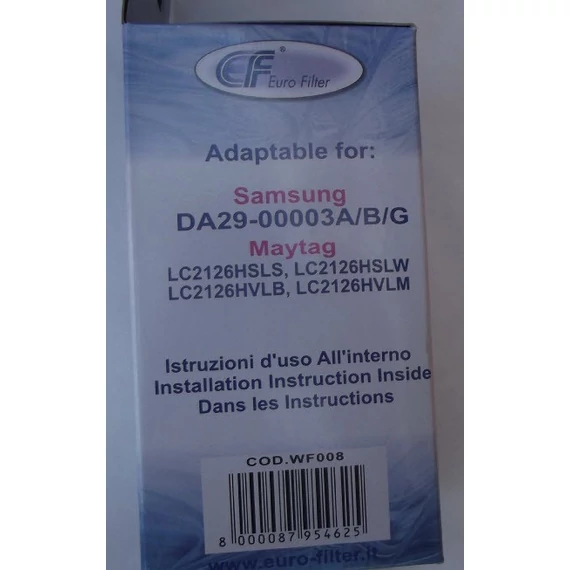 CF® Euro Filter
Adaptable for:
Samsung
DA29-00003A/B/G
Maytag
LC2126HSLS, LC2126HSLW
LC2126HVLB, LC2126HVLM
Istruzioni d'uso All'interno
Installation Instruction Inside
Dans les Instructions
COD.WF008
8 000087 954625
www.euro-filter.it